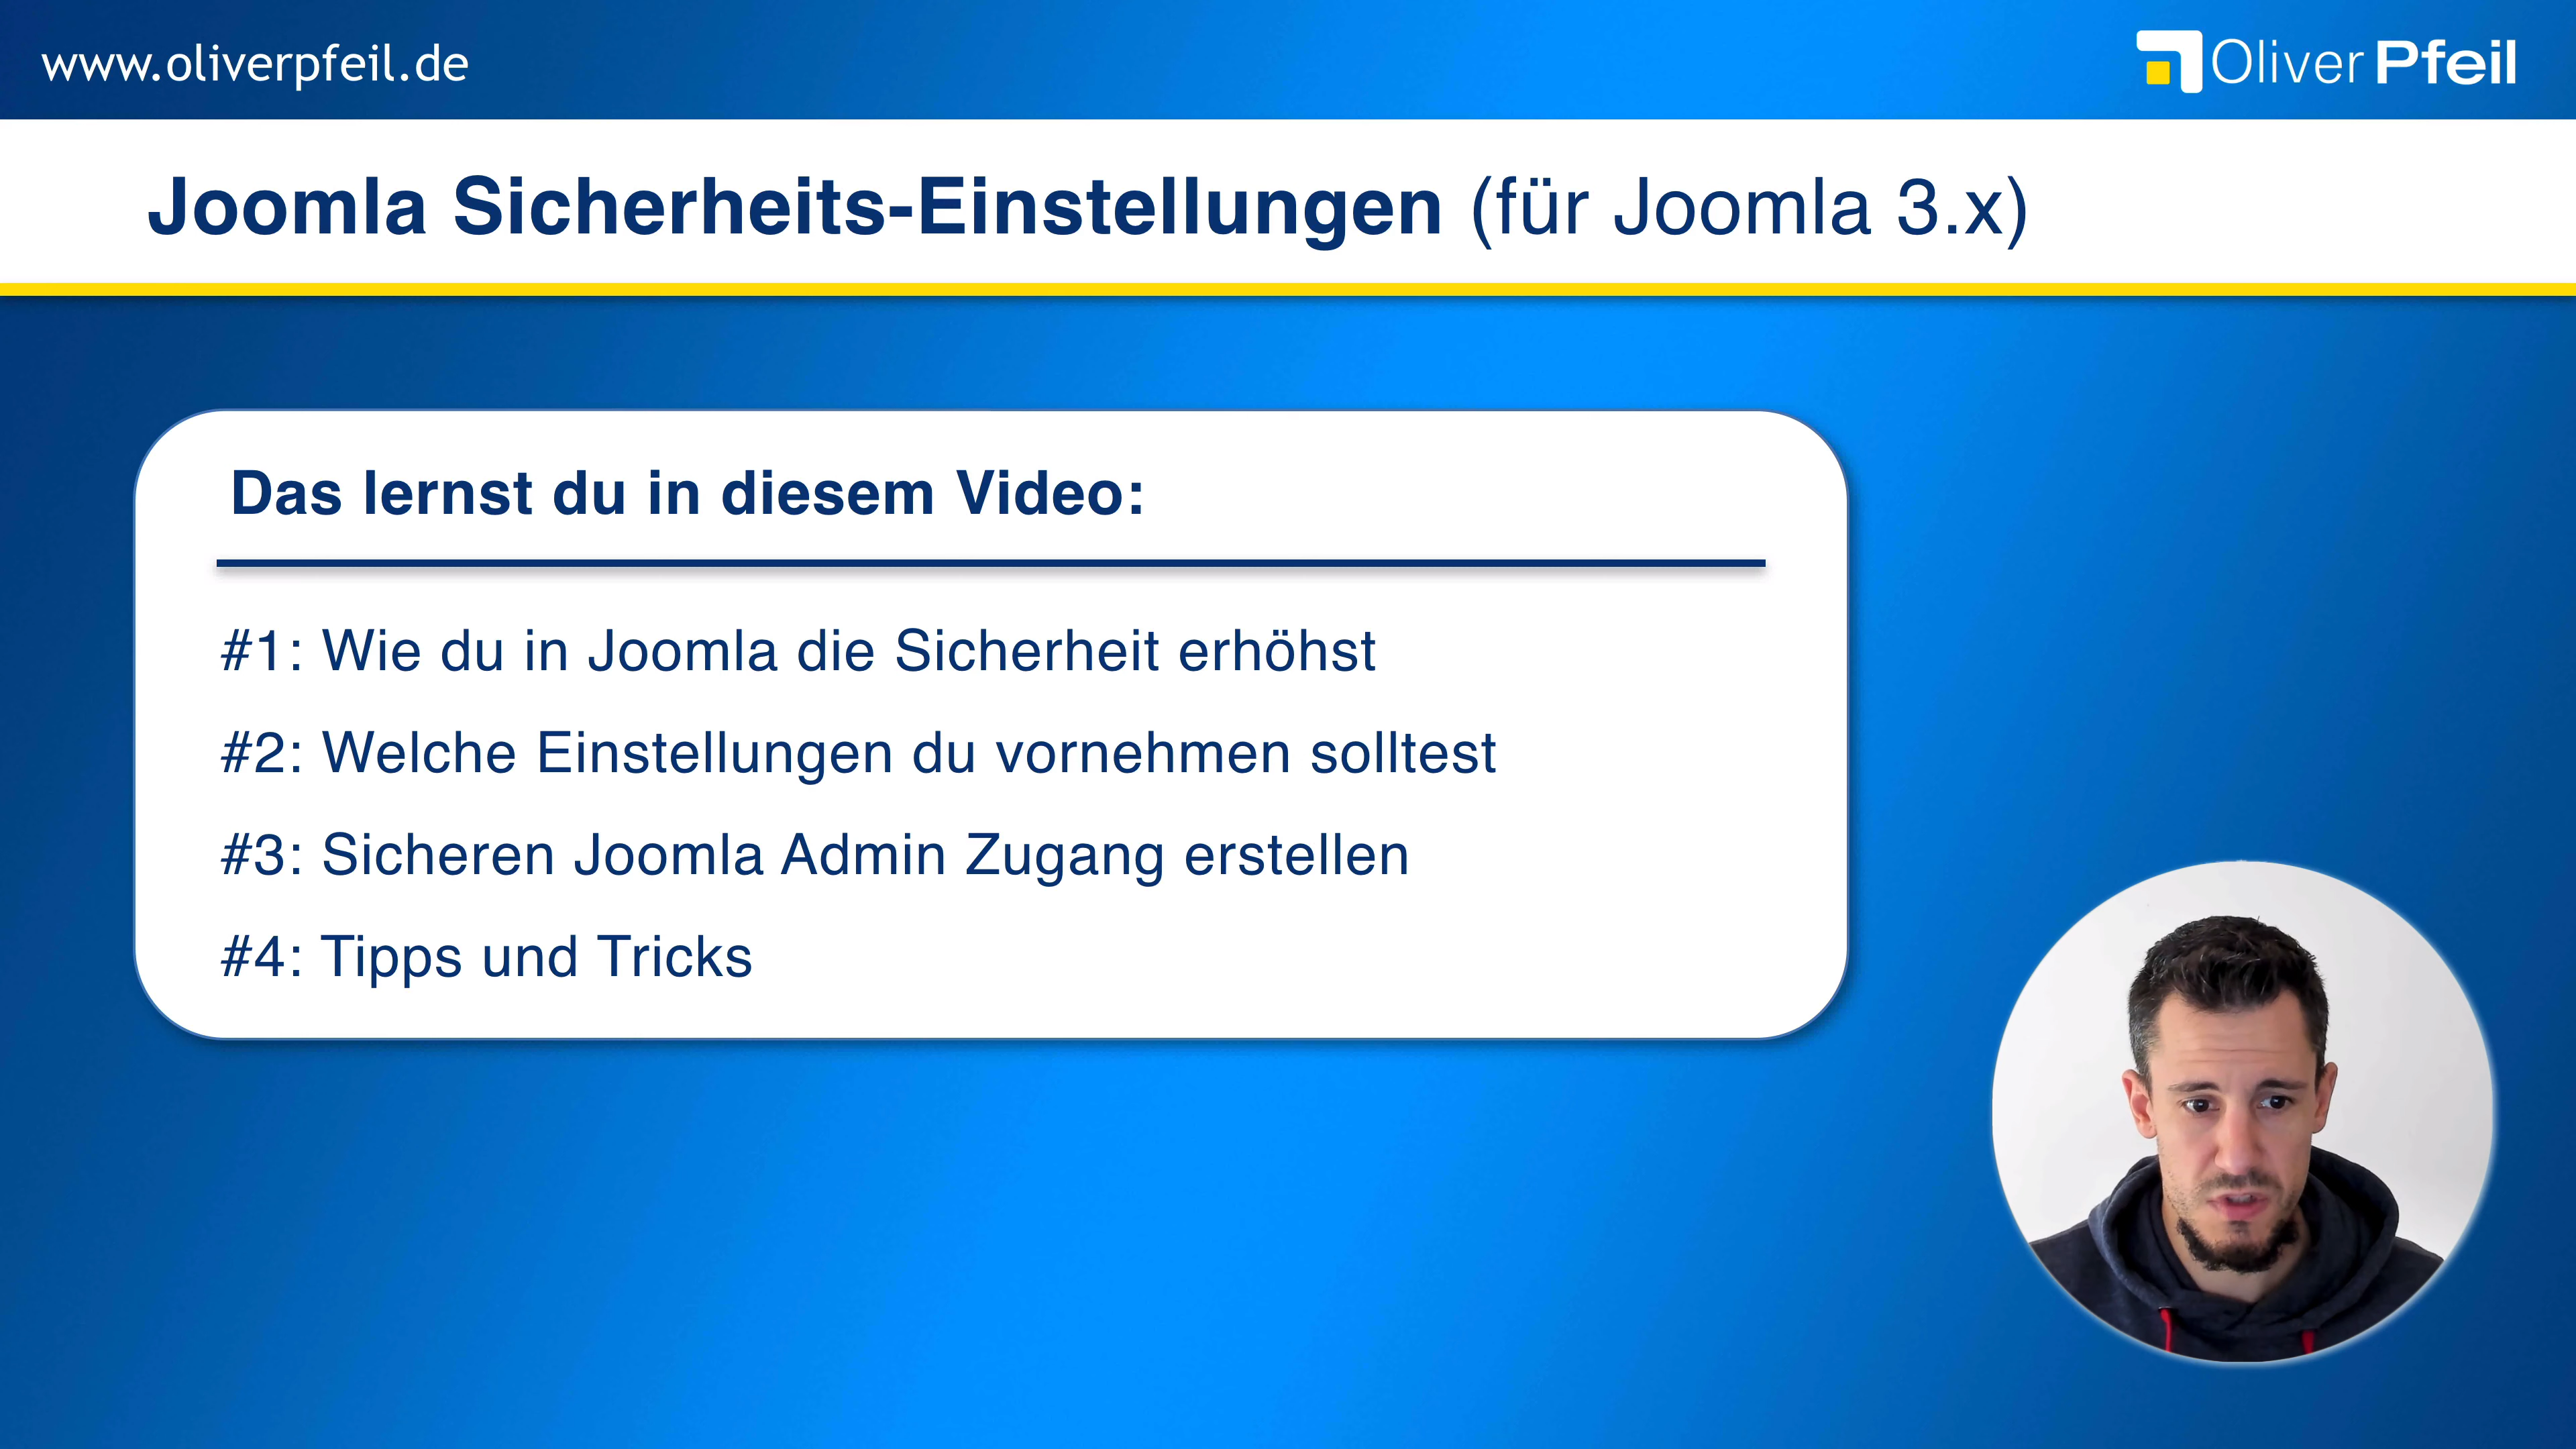 www.oliverpfeil.de
Oliver Pfeil
Joomla Sicherheits-Einstellungen (für Joomla 3.x)
Das lernst du in diesem Video:
#1: Wie du in Joomla die Sicherheit erhöhst
#2: Welche Einstellungen du vornehmen solltest
#3: Sicheren Joomla Admin Zugang erstellen
#4: Tipps und Tricks